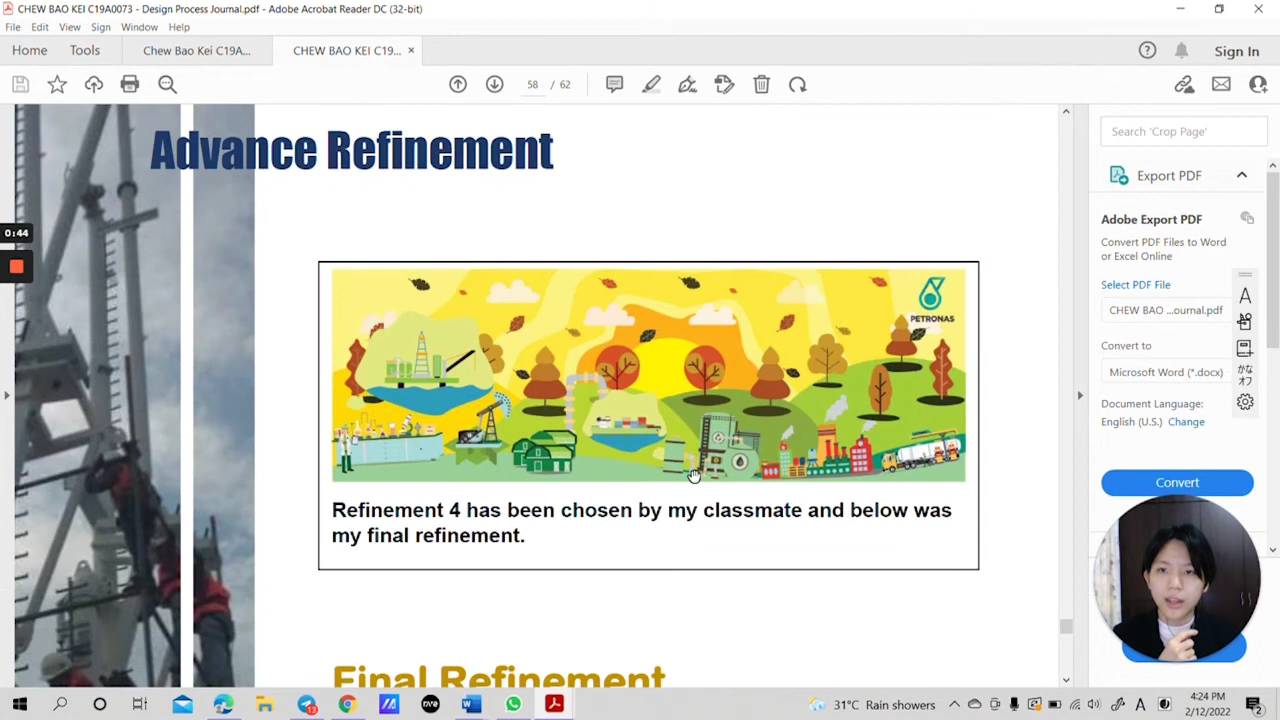 CHEW BAO KEI C19A0073 - Design Process Journal.pdf - Adobe Acrobat Reader DC (32-bit)
File Edit View Sign Window Help
Home Tools Chew Bao Kei C19A... CHEW BAO KEI C19... × Sign In
58 / 62
Advance Refinement
0:44
PETRONAS
Refinement 4 has been chosen by my classmate and below was
my final refinement.
Final Refinement
Search 'Crop Page'
Export PDF
Adobe Export PDF
Convert PDF Files to Word
or Excel Online
Select PDF File
CHEW BAO ...ournal.pdf
Convert to
Microsoft Word (*.docx)
Document Language:
English (U.S.) Change
Convert
31°C Rain showers
4:24 PM
2/12/2022